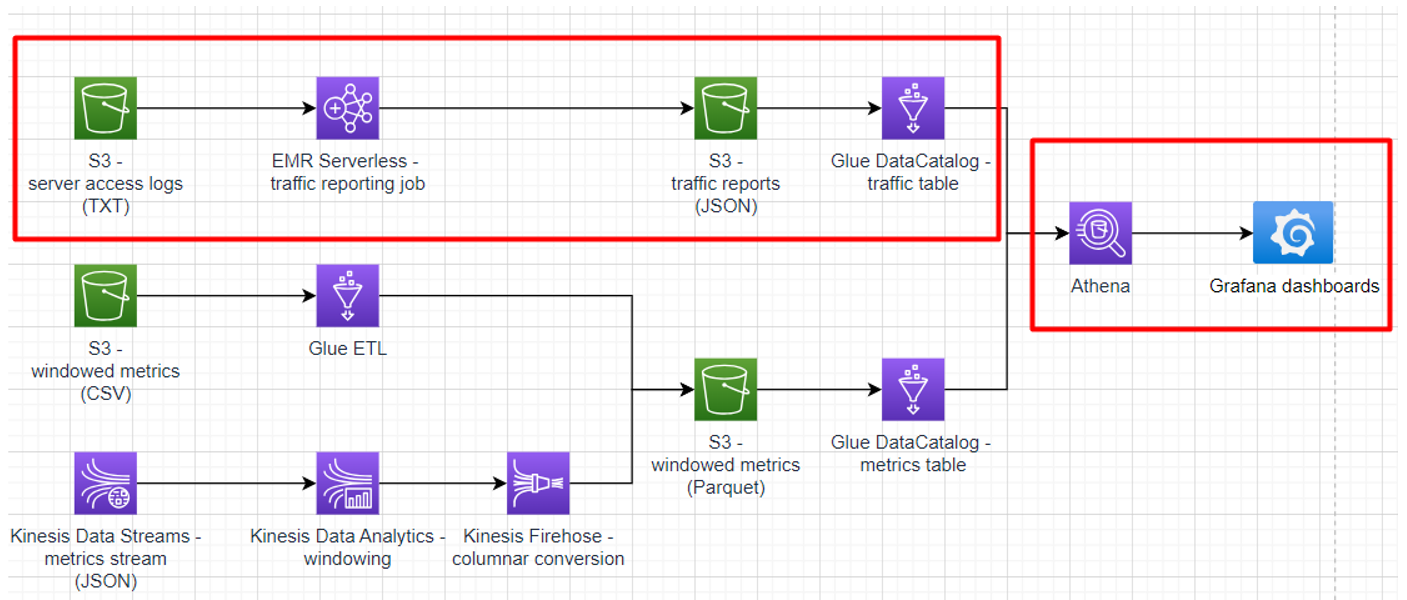 S3 -
server access logs
(TXT)
EMR Serverless -
traffic reporting job
S3 -
traffic reports
(JSON)
Glue DataCatalog -
traffic table
Athena
Grafana dashboards
S3 -
windowed metrics
(CSV)
Glue ETL
S3 -
windowed metrics
(Parquet)
Glue DataCatalog -
metrics table
Kinesis Data Streams -
metrics stream
(JSON)
Kinesis Data Analytics -
windowing
Kinesis Firehose -
columnar conversion